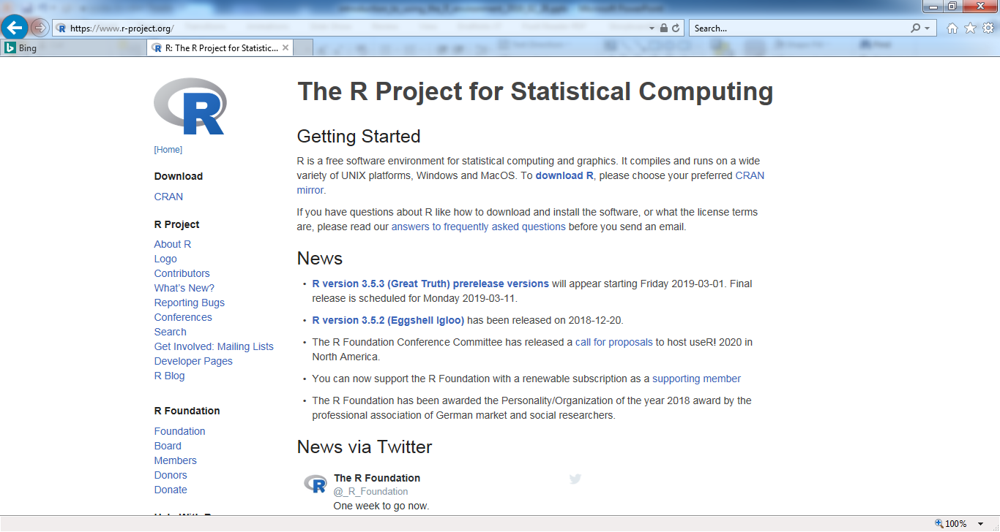 https://www.r-project.org/
Search...
Bing
R: The R Project for Statistic...
The R Project for Statistical Computing
[Home]
Download
CRAN
R Project
About R
Logo
Contributors
What's New?
Reporting Bugs
Conferences
Search
Get Involved: Mailing Lists
Developer Pages
R Blog
R Foundation
Foundation
Board
Members
Donors
Donate
Help With R
Getting Started
R is a free software environment for statistical computing and graphics. It compiles and runs on a wide
variety of UNIX platforms, Windows and MacOS. To download R, please choose your preferred CRAN
mirror.
If you have questions about R like how to download and install the software, or what the license terms
are, please read our answers to frequently asked questions before you send an email.
News
• R version 3.5.3 (Great Truth) prerelease versions will appear starting Friday 2019-03-01. Final
release is scheduled for Monday 2019-03-11.
• R version 3.5.2 (Eggshell Igloo) has been released on 2018-12-20.
• The R Foundation Conference Committee has released a call for proposals to host useR! 2020 in
North America.
• You can now support the R Foundation with a renewable subscription as a supporting member
• The R Foundation has been awarded the Personality/Organization of the year 2018 award by the
professional association of German market and social researchers.
News via Twitter
The R Foundation
@_R_Foundation
One week to go now.
100%